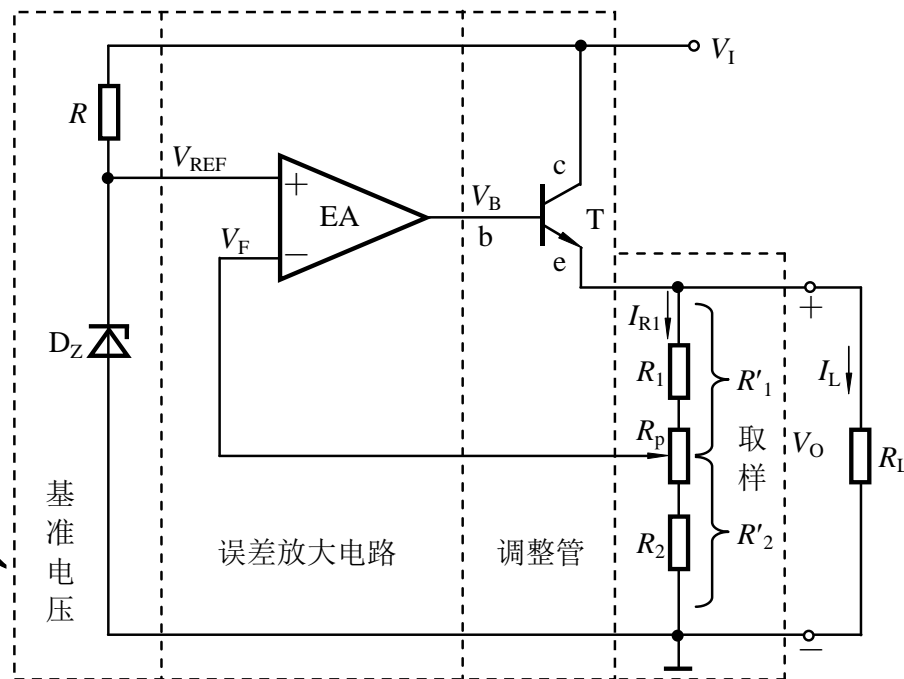 V_I
R
V_REF
+
EA
V_F
−
V_B
b
c
T
e
D_Z
I_R1
R_1
R'_1
R_p
取样
R_2
R'_2
+
I_L
V_O
R_L
−
基准电压
误差放大电路
调整管